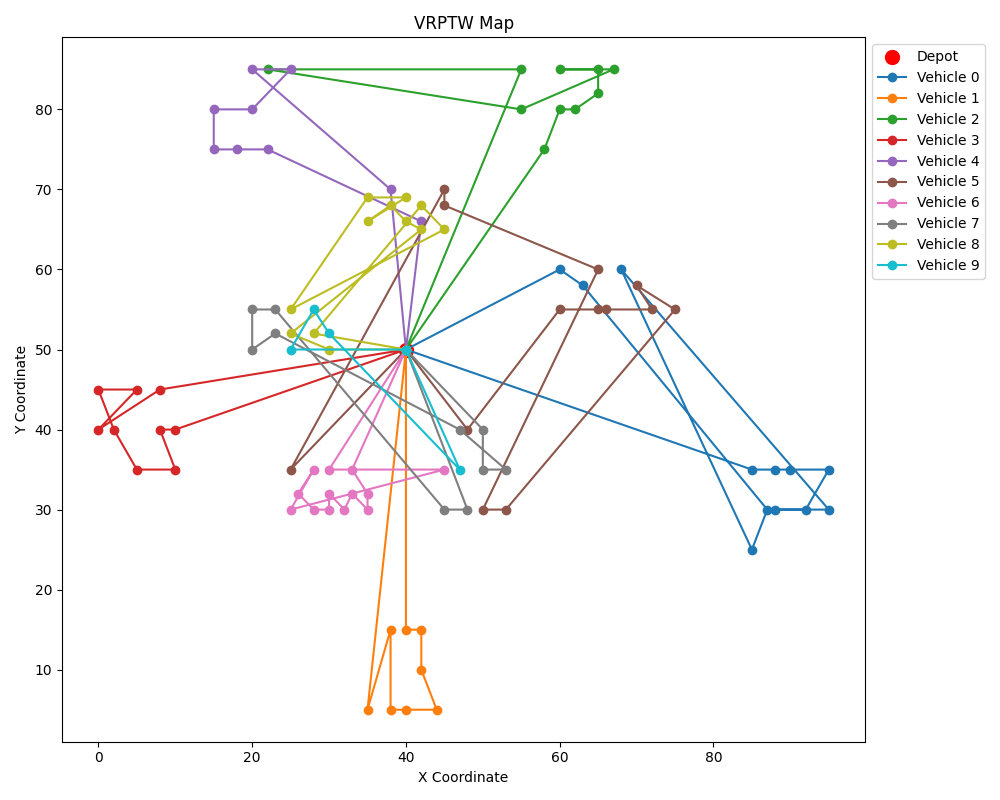 VRPTW Map
Depot
Vehicle 0
Vehicle 1
Vehicle 2
Vehicle 3
Vehicle 4
Vehicle 5
Vehicle 6
Vehicle 7
Vehicle 8
Vehicle 9
Y Coordinate
80
70
60
50
40
30
20
10
0 20 40 60 80
X Coordinate